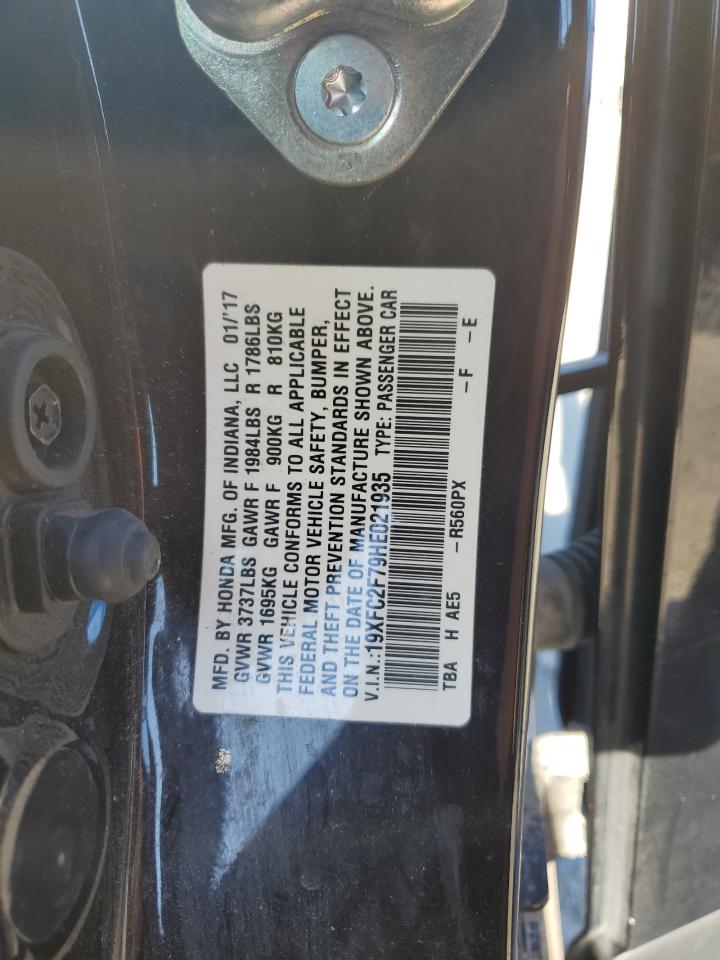 MFD. BY HONDA MFG. OF INDIANA, LLC 01/'17
GVWR 3737LBS GAWR F 1984LBS R 1786LBS
GVWR 1695KG GAWR F 900KG R 810KG
THIS VEHICLE CONFORMS TO ALL APPLICABLE
FEDERAL MOTOR VEHICLE SAFETY, BUMPER,
AND THEFT PREVENTION STANDARDS IN EFFECT
ON THE DATE OF MANUFACTURE SHOWN ABOVE.
V.I.N.:19XFC2F79HE021935 TYPE: PASSENGER CAR
TBA H AE5 -R560PX -F -E